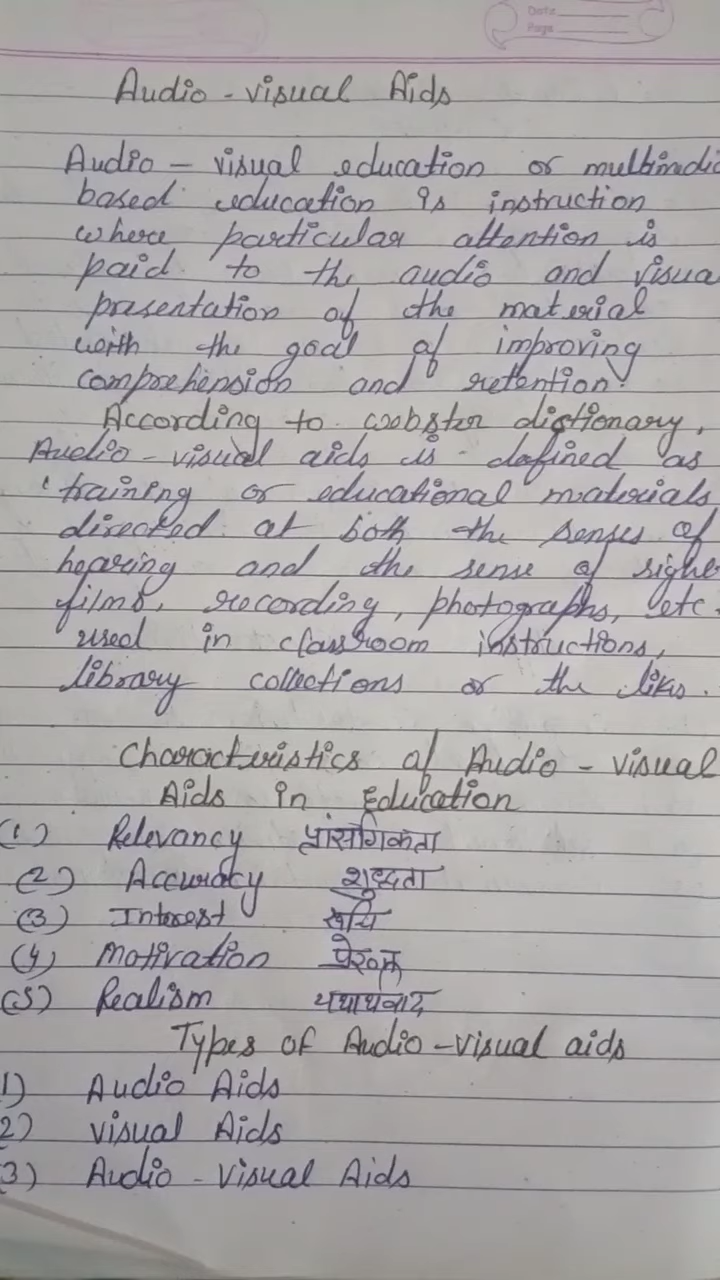 Date
Page
Audio - visual Aids
Audio - visual education or multimedia
based education is instruction
where particular attention is
paid to the audio and visua
presentation of the material
with the goal of improving
comprehension and retention.
According to webster dictionary,
Audio - visual aids is defined as
training or educational materials
directed at both the senses of
hearing and the sense of sight
films, recording, photographs, etc.
used in classroom instructions,
library collections or the likes.
Characteristics of Audio - visual
Aids in Education
(1) Relevancy प्रांसगिकता
(2) Accuracy शुद्धता
(3) Interest रूचि
(4) Motivation
(5) Realism यथार्थवाद
Types of Audio - visual aids
1) Audio Aids
2) visual Aids
3) Audio - visual Aids